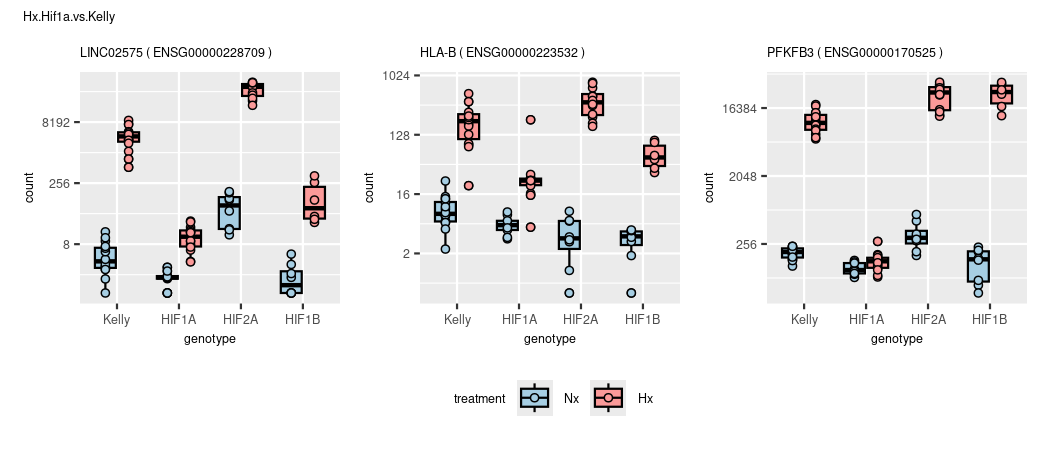 Hx.Hif1a.vs.Kelly
LINC02575 ( ENSG00000228709 )
8192
256
8
count
Kelly HIF1A HIF2A HIF1B
genotype
HLA-B ( ENSG00000223532 )
1024
128
16
2
count
Kelly HIF1A HIF2A HIF1B
genotype
PFKFB3 ( ENSG00000170525 )
16384
2048
256
count
Kelly HIF1A HIF2A HIF1B
genotype
treatment Nx Hx